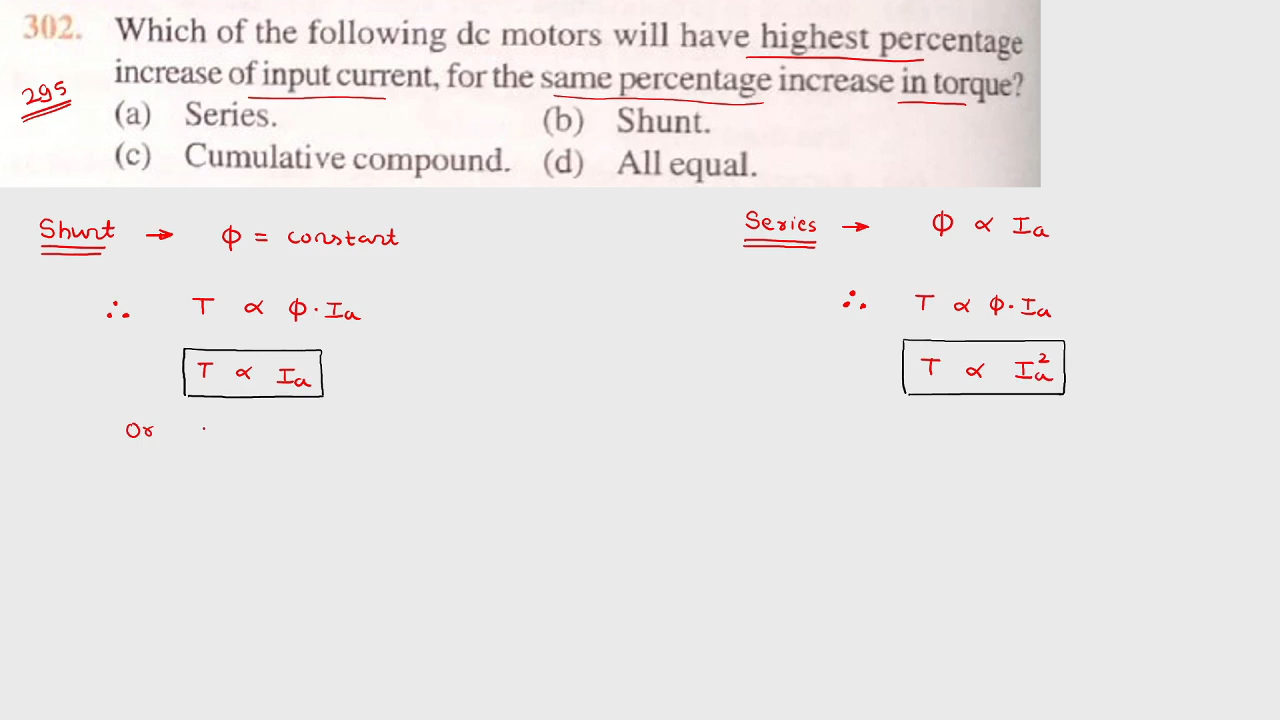 302. Which of the following dc motors will have highest percentage
increase of input current, for the same percentage increase in torque?
295
(a) Series. (b) Shunt.
(c) Cumulative compound. (d) All equal.
Shunt → Φ = constant
Series → Φ ∝ Ia
∴ T ∝ Φ · Ia
∴ T ∝ Φ · Ia
T ∝ Ia
T ∝ Ia²
Or